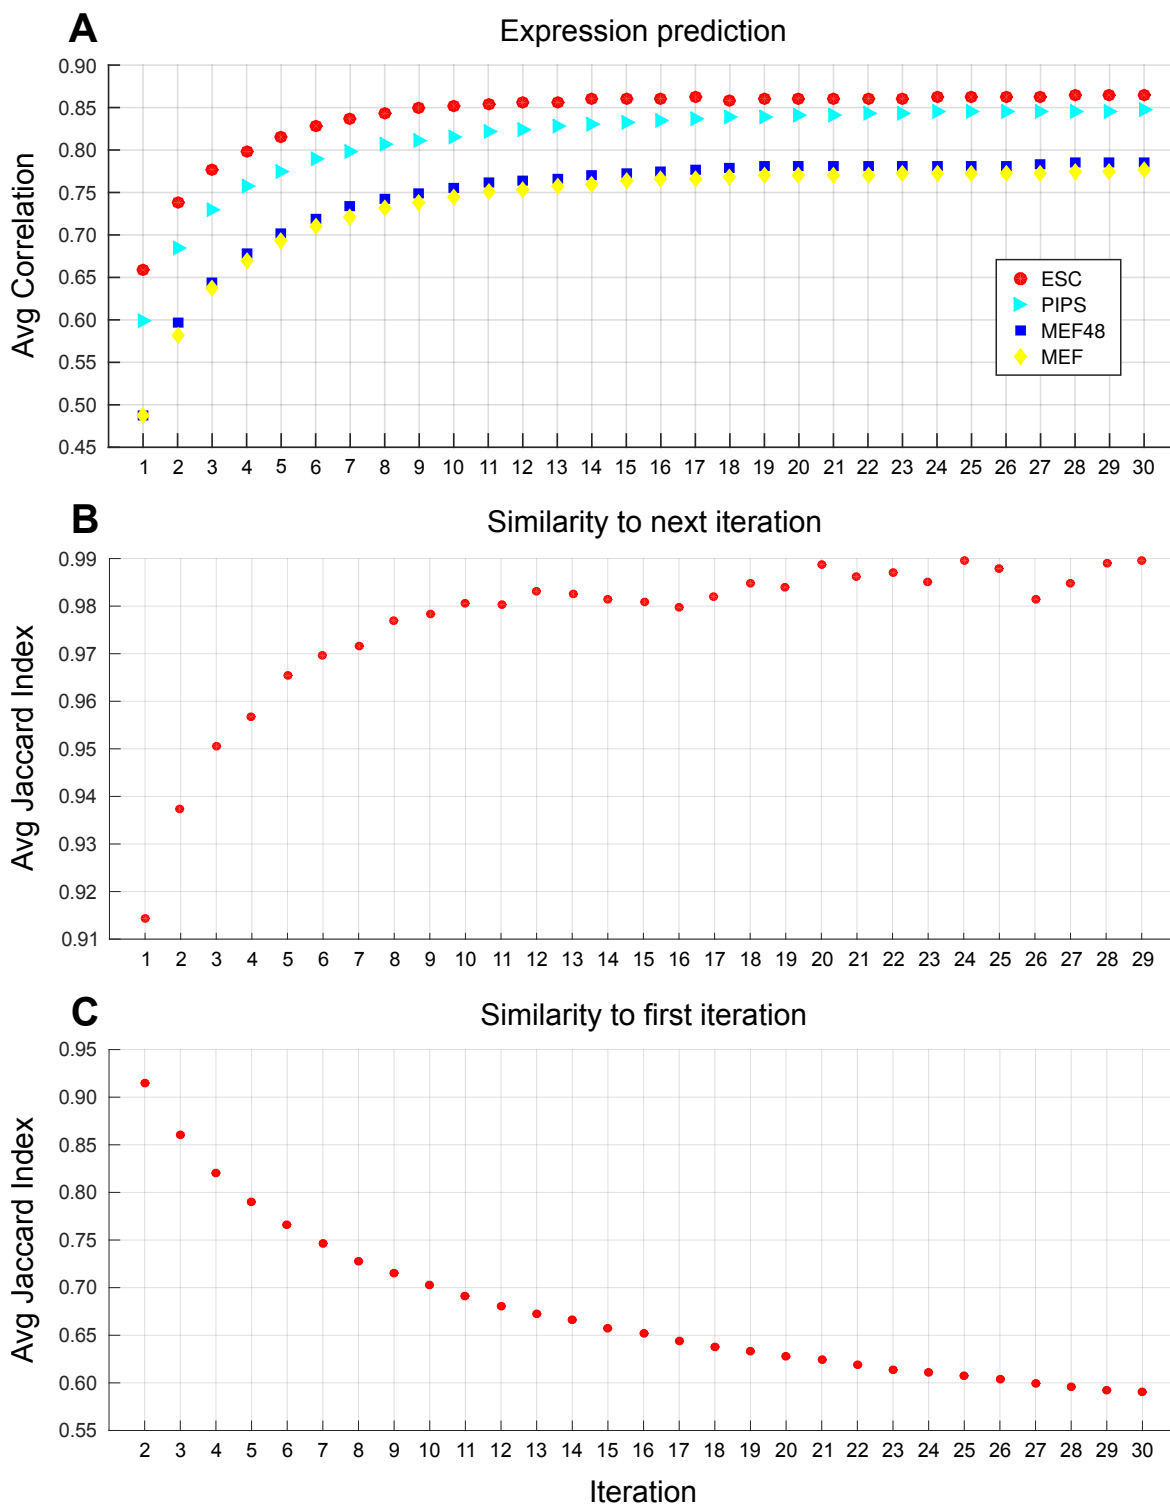 A
Expression prediction
Avg Correlation
0.90
0.85
0.80
0.75
0.70
0.65
0.60
0.55
0.50
0.45
ESC
PIPS
MEF48
MEF
1 2 3 4 5 6 7 8 9 10 11 12 13 14 15 16 17 18 19 20 21 22 23 24 25 26 27 28 29 30
B
Similarity to next iteration
Avg Jaccard Index
0.99
0.98
0.97
0.96
0.95
0.94
0.93
0.92
0.91
1 2 3 4 5 6 7 8 9 10 11 12 13 14 15 16 17 18 19 20 21 22 23 24 25 26 27 28 29
C
Similarity to first iteration
Avg Jaccard Index
0.95
0.90
0.85
0.80
0.75
0.70
0.65
0.60
0.55
2 3 4 5 6 7 8 9 10 11 12 13 14 15 16 17 18 19 20 21 22 23 24 25 26 27 28 29 30
Iteration